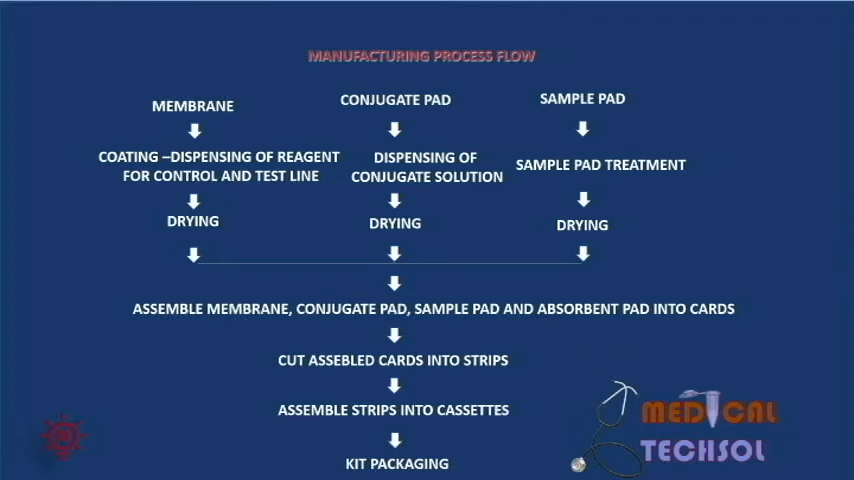 MANUFACTURING PROCESS FLOW
MEMBRANE
CONJUGATE PAD
SAMPLE PAD
COATING –DISPENSING OF REAGENT
FOR CONTROL AND TEST LINE
DISPENSING OF
CONJUGATE SOLUTION
SAMPLE PAD TREATMENT
DRYING
DRYING
DRYING
ASSEMBLE MEMBRANE, CONJUGATE PAD, SAMPLE PAD AND ABSORBENT PAD INTO CARDS
CUT ASSEBLED CARDS INTO STRIPS
ASSEMBLE STRIPS INTO CASSETTES
KIT PACKAGING
MEDICAL
TECHSOL